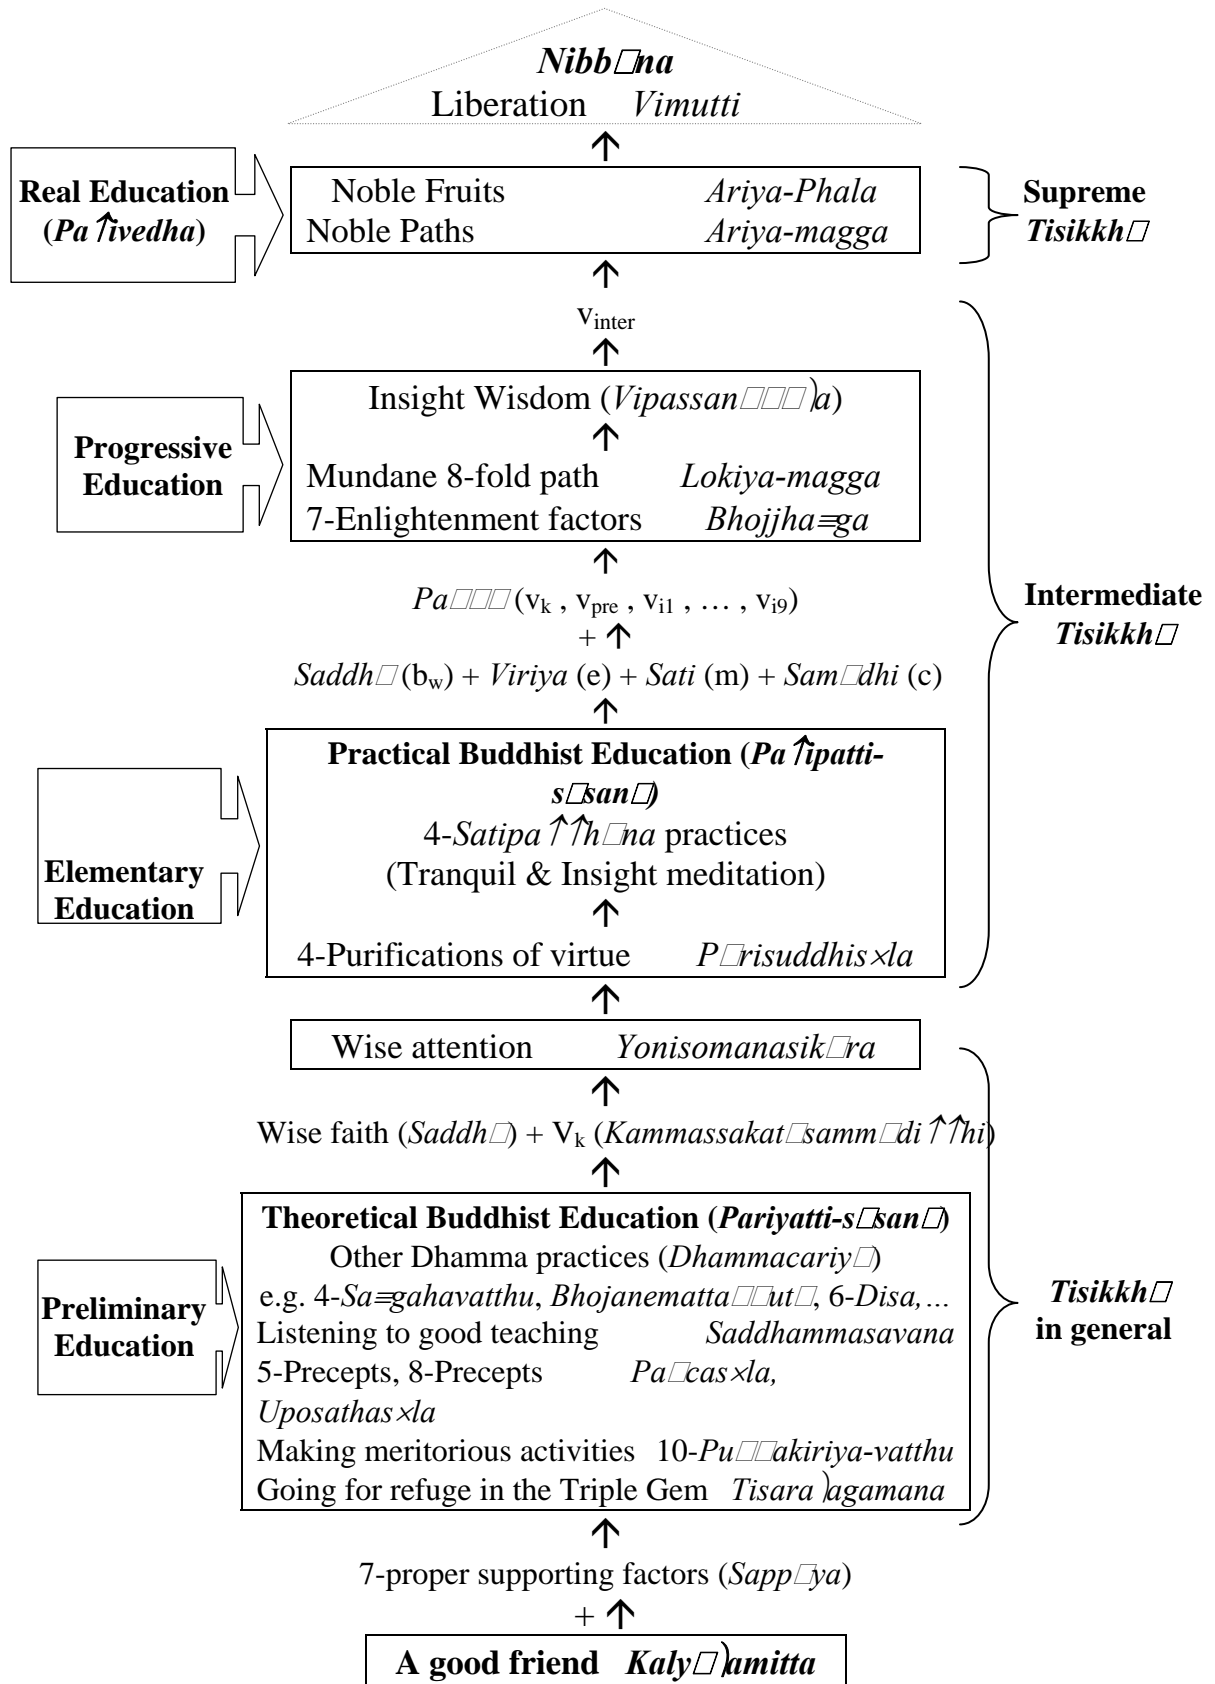 Nibb□na
Liberation Vimutti
Real Education
(Pa↑ivedha)
Noble Fruits Ariya-Phala
Noble Paths Ariya-magga
Supreme
Tisikkh□
v_inter
Progressive
Education
Insight Wisdom (Vipassan□□□)a)
Mundane 8-fold path Lokiya-magga
7-Enlightenment factors Bhojjha≡ga
Pa□□□ (v_k , v_pre , v_i1 , … , v_i9)
+
Saddh□ (b_w) + Viriya (e) + Sati (m) + Sam□dhi (c)
Intermediate
Tisikkh□
Elementary
Education
Practical Buddhist Education (Pa↑ipatti-
s□san□)
4-Satipa↑↑h□na practices
(Tranquil & Insight meditation)
4-Purifications of virtue P□risuddhis×la
Wise attention Yonisomanasik□ra
Wise faith (Saddh□) + V_k (Kammassakat□samm□di↑↑hi)
Preliminary
Education
Theoretical Buddhist Education (Pariyatti-s□san□)
Other Dhamma practices (Dhammacariy□)
e.g. 4-Sa≡gahavatthu, Bhojanematta□□ut□, 6-Disa,…
Listening to good teaching Saddhammasavana
5-Precepts, 8-Precepts Pa□cas×la,
Uposathas×la
Making meritorious activities 10-Pu□□akiriya-vatthu
Going for refuge in the Triple Gem Tisara)agamana
Tisikkh□
in general
7-proper supporting factors (Sapp□ya)
+
A good friend Kaly□)amitta